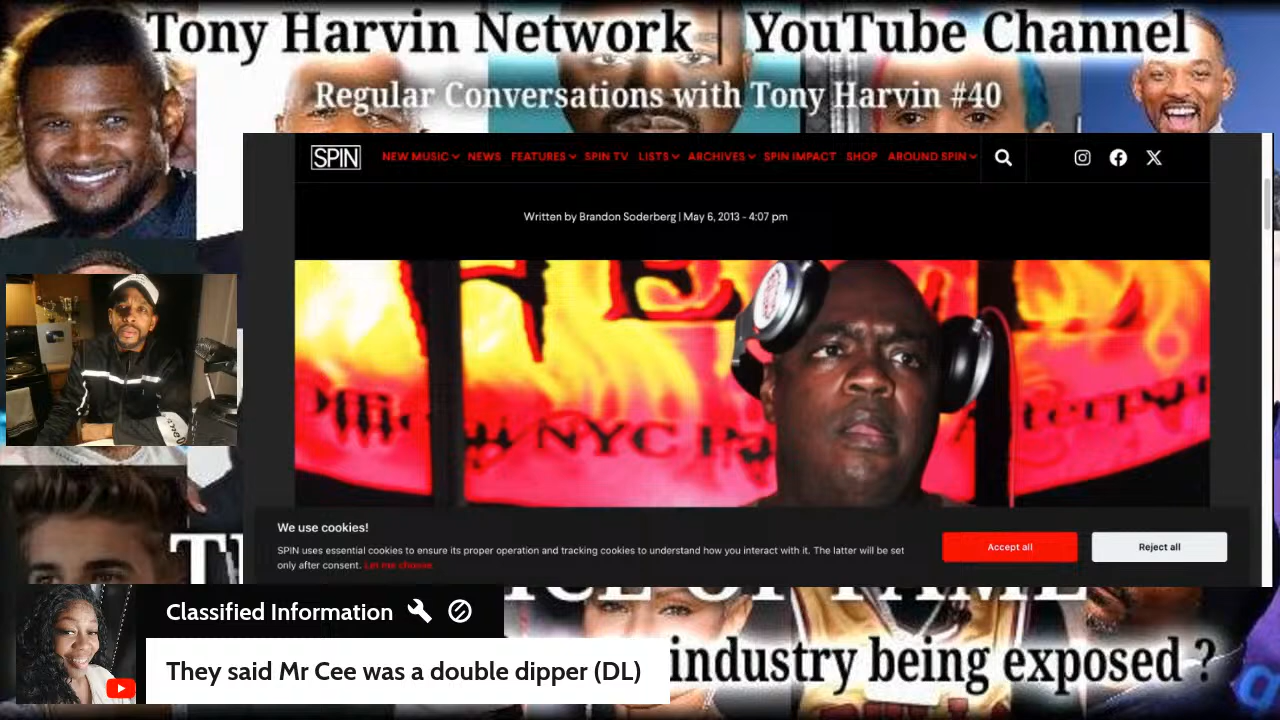 Tony Harvin Network | YouTube Channel
Regular Conversations with Tony Harvin #40
SPIN
NEW MUSIC NEWS FEATURES SPIN TV LISTS ARCHIVES SPIN IMPACT SHOP AROUND SPIN
Written by Brandon Soderberg | May 6, 2013 - 4:07 pm
NYC
We use cookies!
SPIN uses essential cookies to ensure its proper operation and tracking cookies to understand how you interact with it. The latter will be set
only after consent. Let me choose
Accept all
Reject all
OF FAME
Classified Information
They said Mr Cee was a double dipper (DL)
industry being exposed ?